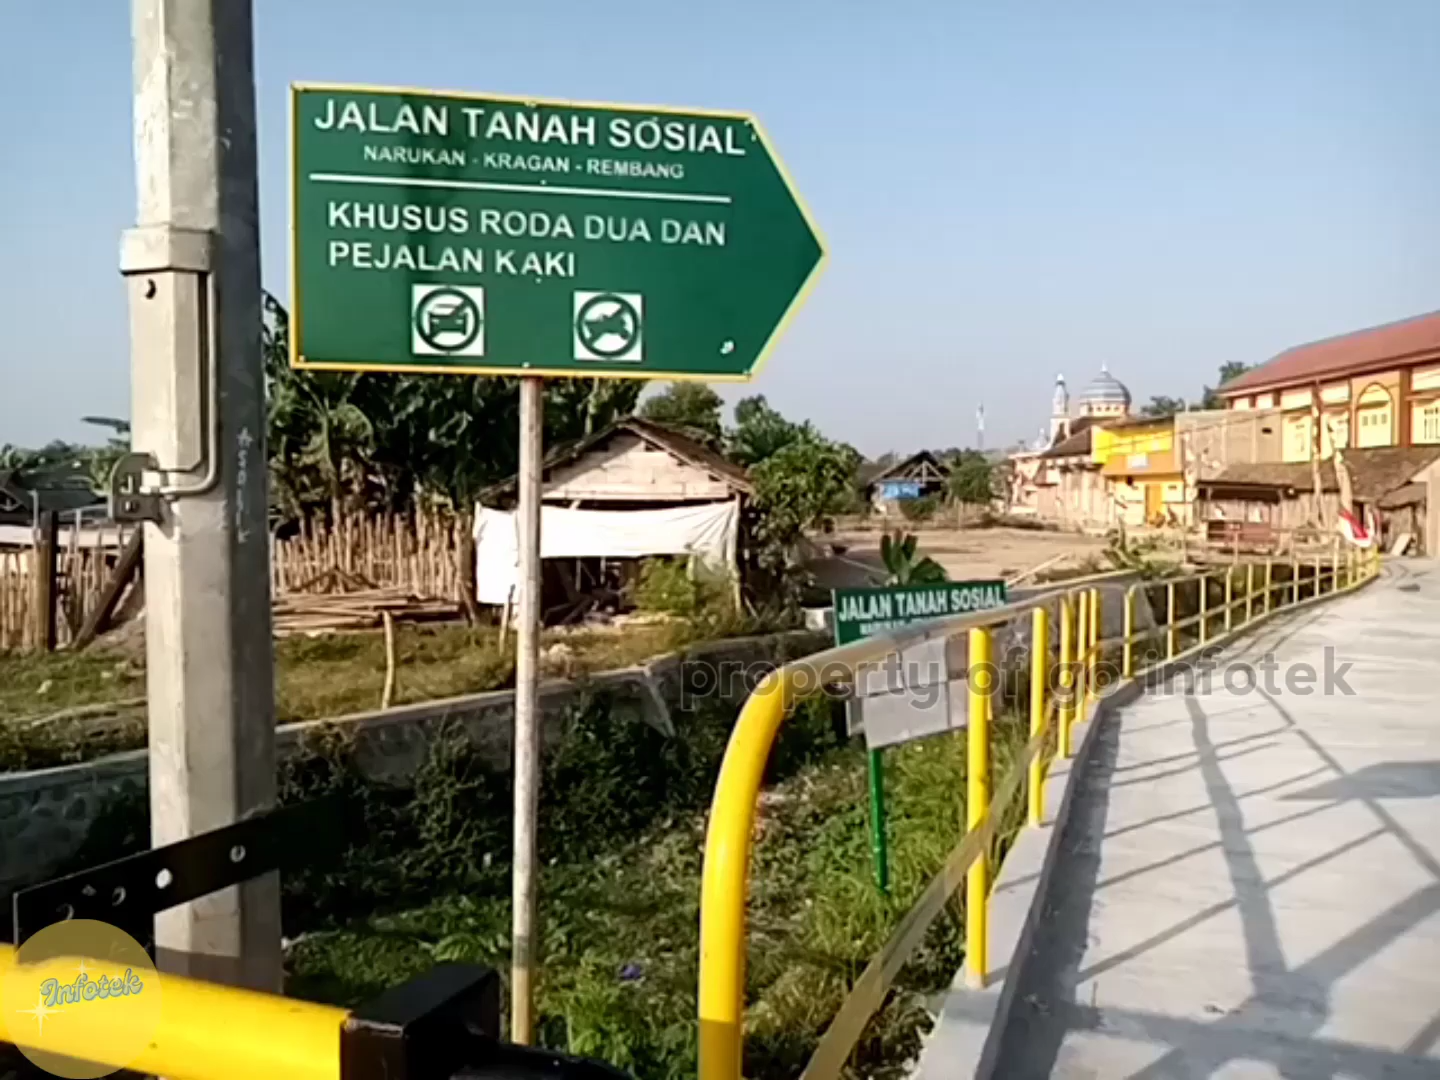 JALAN TANAH SOSIAL
NARUKAN - KRAGAN - REMBANG
KHUSUS RODA DUA DAN
PEJALAN KAKI
JALAN TANAH SOSIAL
property of gp infotek
Infotek